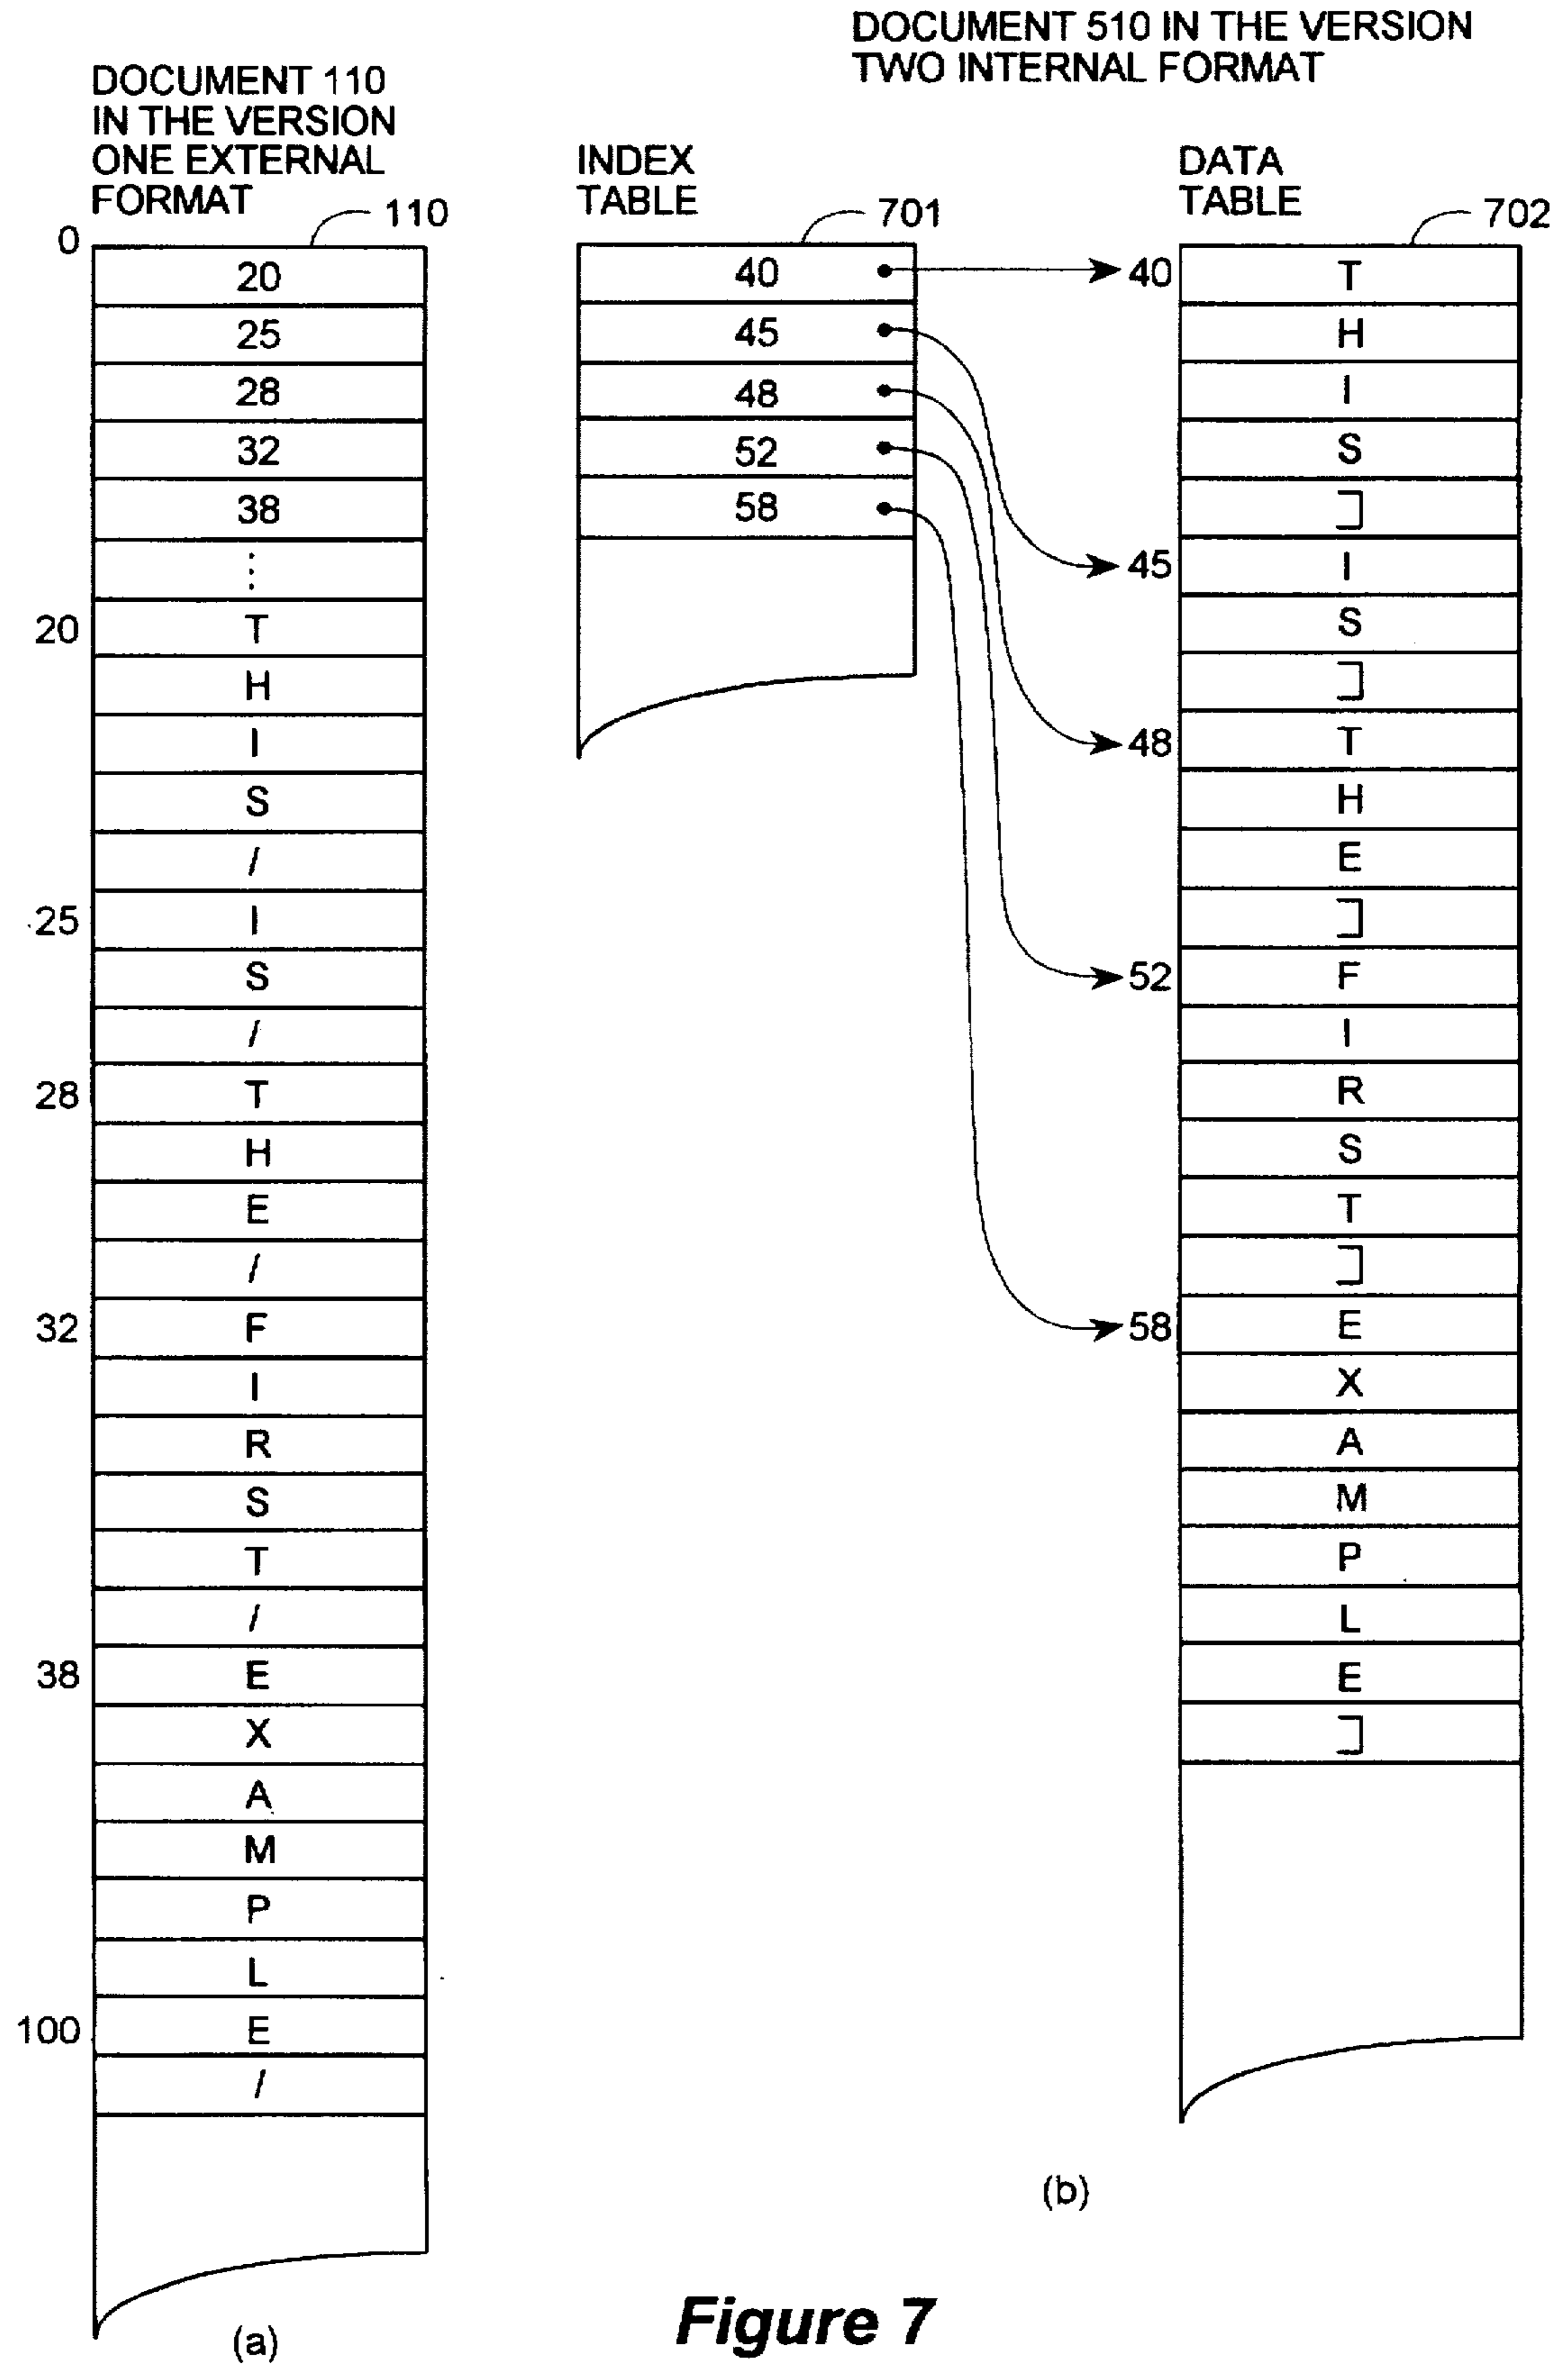 DOCUMENT 110
IN THE VERSION
ONE EXTERNAL
FORMAT
110
0
20
25
28
32
38
⋮
20 T
H
I
S
/
25 I
S
/
28 T
H
E
/
32 F
I
R
S
T
/
38 E
X
A
M
P
L
100 E
/
(a)
DOCUMENT 510 IN THE VERSION
TWO INTERNAL FORMAT
INDEX
TABLE
701
40
45
48
52
58
DATA
TABLE
702
40 T
H
I
S
⊐
45 I
S
⊐
48 T
H
E
⊐
52 F
I
R
S
T
⊐
58 E
X
A
M
P
L
E
⊐
(b)
Figure 7